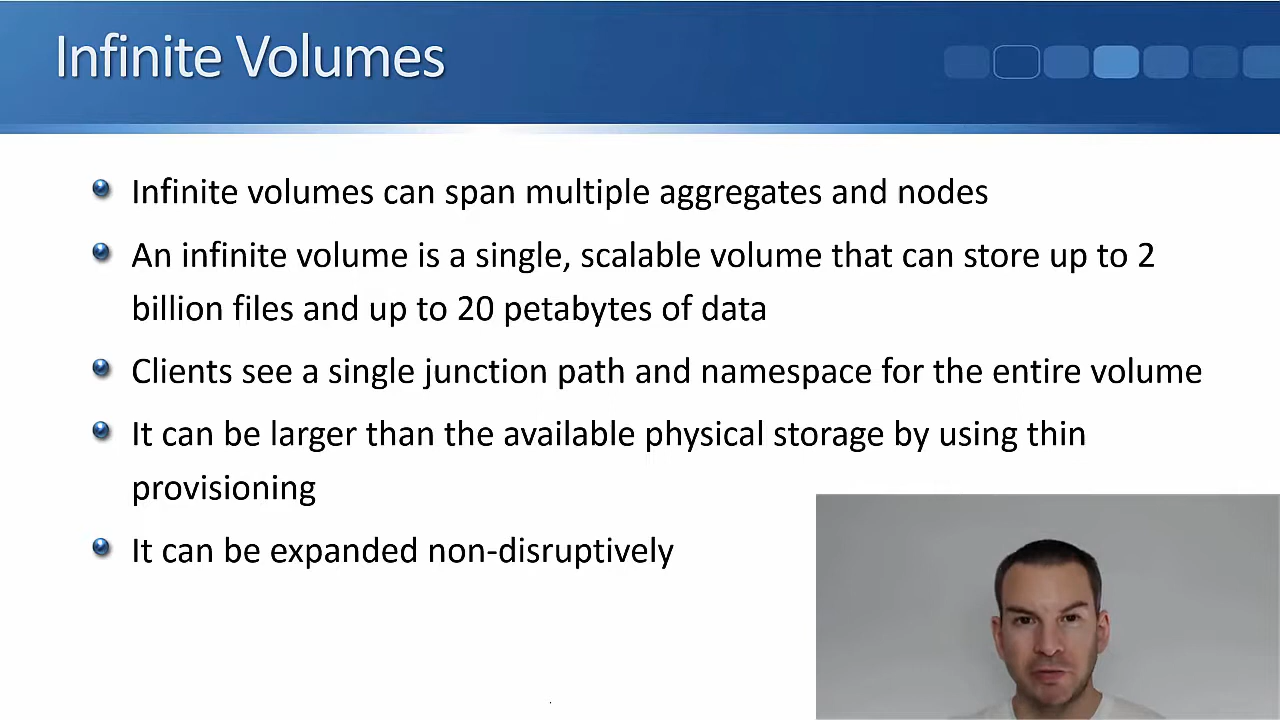 Infinite Volumes
Infinite volumes can span multiple aggregates and nodes
An infinite volume is a single, scalable volume that can store up to 2
billion files and up to 20 petabytes of data
Clients see a single junction path and namespace for the entire volume
It can be larger than the available physical storage by using thin
provisioning
It can be expanded non-disruptively